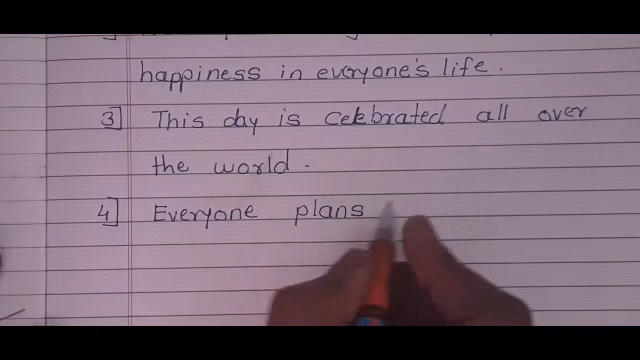 happiness in everyone's life.
3] This day is celebrated all over
the world.
4] Everyone plans